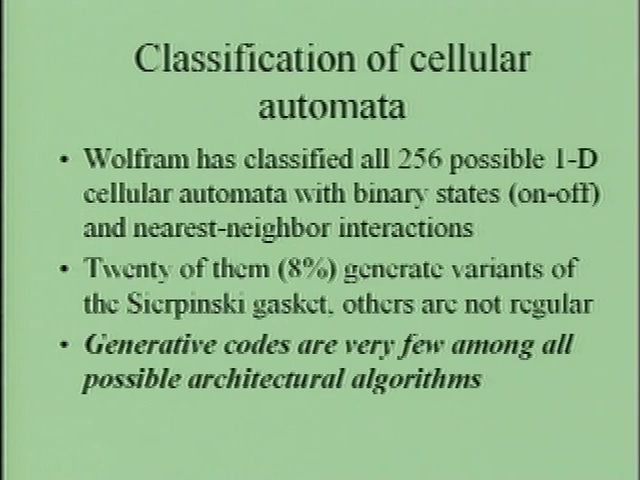 Classification of cellular
automata
• Wolfram has classified all 256 possible 1-D
cellular automata with binary states (on-off)
and nearest-neighbor interactions
• Twenty of them (8%) generate variants of
the Sierpinski gasket, others are not regular
• Generative codes are very few among all
possible architectural algorithms